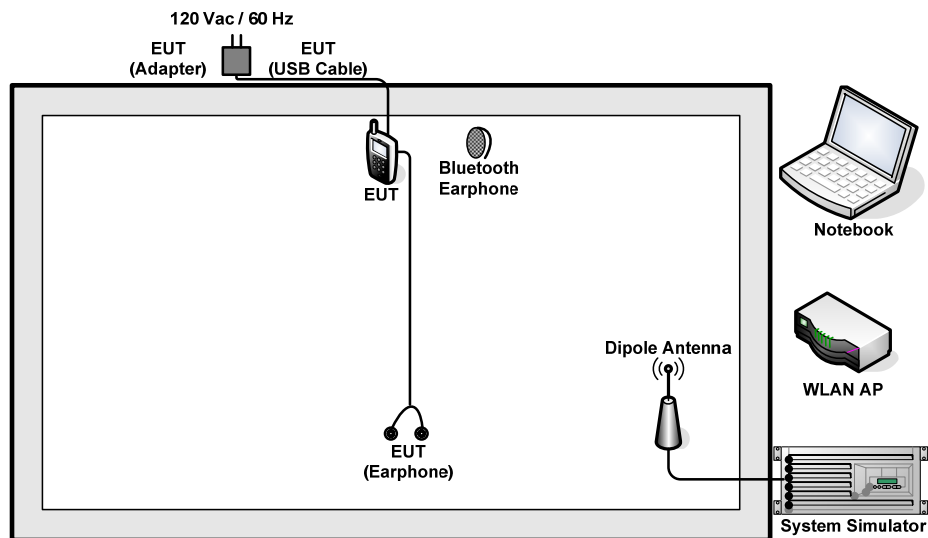 120 Vac / 60 Hz
EUT
(Adapter)
EUT
(USB Cable)
EUT
Bluetooth
Earphone
Notebook
Dipole Antenna
WLAN AP
EUT
(Earphone)
System Simulator